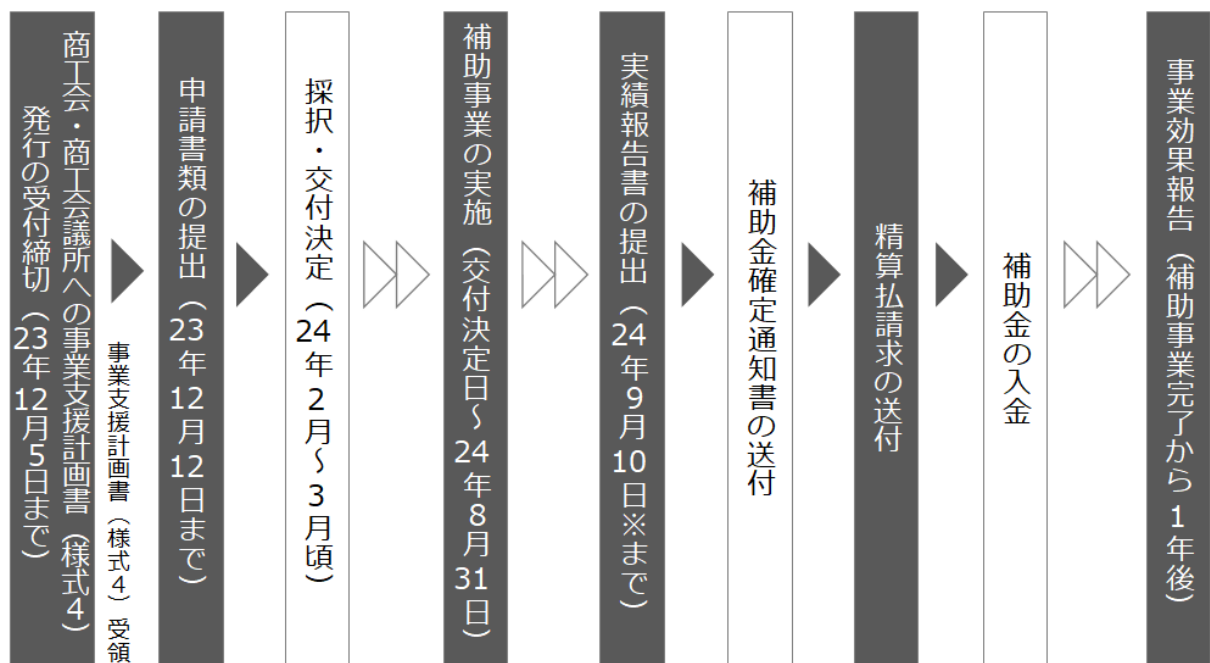 商工会・商工会議所への事業支援計画書（様式４）
発行の受付締切（23年12月5日まで）
事業支援計画書（様式４）受領
申請書類の提出（23年12月12日まで）
採択・交付決定（24年２月～３月頃）
補助事業の実施（交付決定日～24年８月31日）
実績報告書の提出（24年９月10日※まで）
補助金確定通知書の送付
精算払請求の送付
補助金の入金
事業効果報告（補助事業完了から１年後）